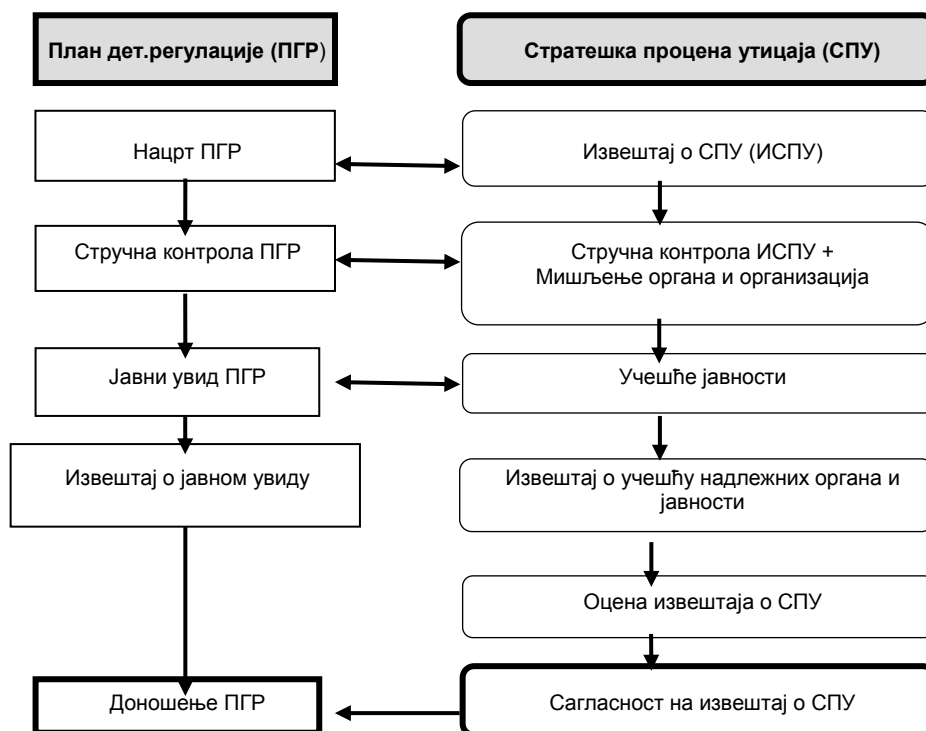 План дет.регулације (ПГР)
Стратешка процена утицаја (СПУ)
Нацрт ПГР
Извештај о СПУ (ИСПУ)
Стручна контрола ПГР
Стручна контрола ИСПУ +
Мишљење органа и организација
Јавни увид ПГР
Учешће јавности
Извештај о јавном увиду
Извештај о учешћу надлежних органа и
јавности
Оцена извештаја о СПУ
Доношење ПГР
Сагласност на извештај о СПУ